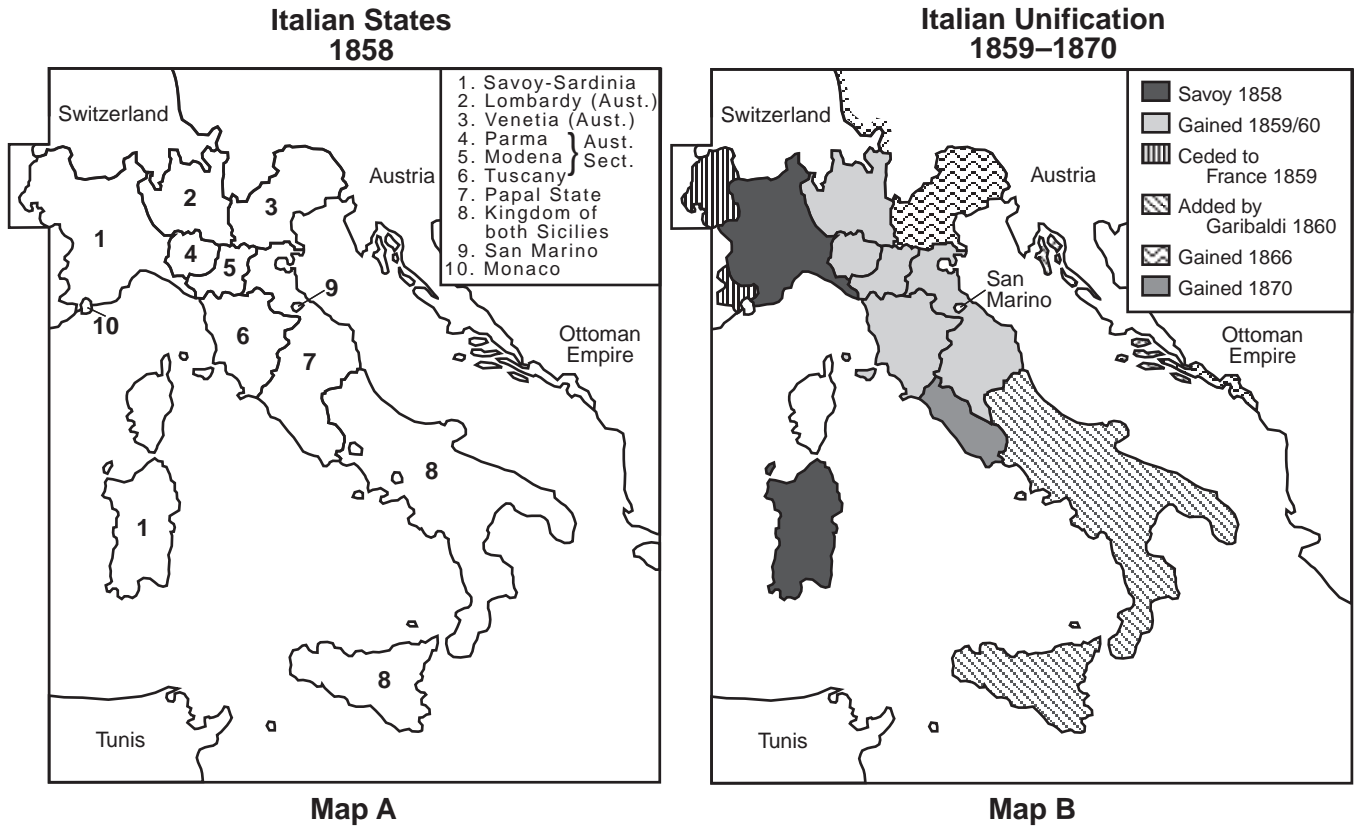 Italian States
1858
1. Savoy-Sardinia
2. Lombardy (Aust.)
3. Venetia (Aust.)
4. Parma
5. Modena
6. Tuscany
Aust.
Sect.
7. Papal State
8. Kingdom of
both Sicilies
9. San Marino
10. Monaco
Switzerland
Austria
2
3
1
4
5
9
10
6
7
Ottoman
Empire
8
1
8
Tunis
Map A
Italian Unification
1859–1870
Savoy 1858
Gained 1859/60
Ceded to
France 1859
Added by
Garibaldi 1860
Gained 1866
Gained 1870
Switzerland
Austria
San
Marino
Ottoman
Empire
Tunis
Map B